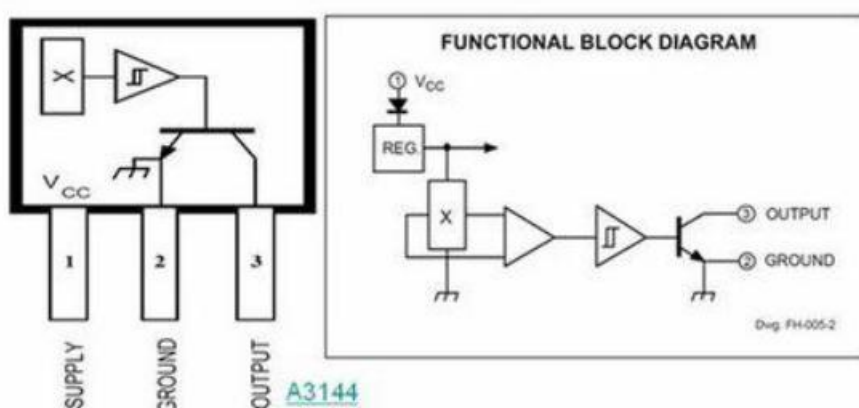 V CC
1 2 3
SUPPLY
GROUND
OUTPUT
A3144
FUNCTIONAL BLOCK DIAGRAM
1 VCC
REG.
X
3 OUTPUT
2 GROUND
Dwg. FH-005-2